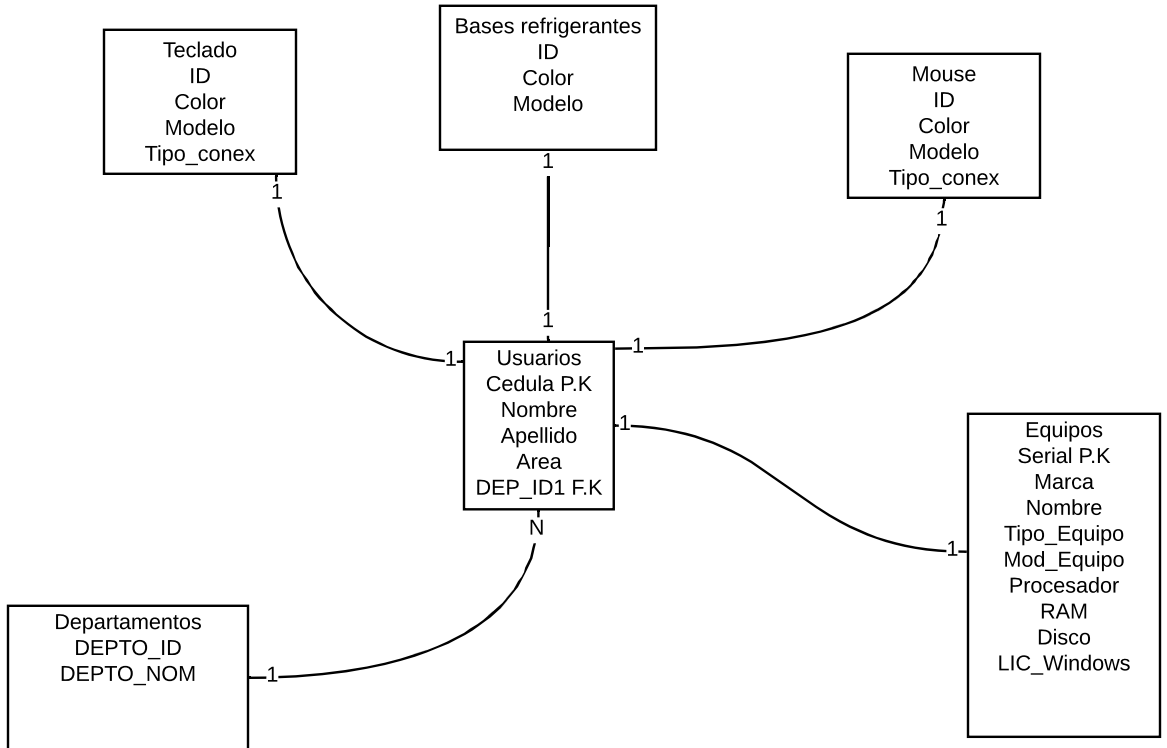 Teclado
ID
Color
Modelo
Tipo_conex
1
Bases refrigerantes
ID
Color
Modelo
1
Mouse
ID
Color
Modelo
Tipo_conex
1
1
1
1
Usuarios
Cedula P.K
Nombre
Apellido
Area
DEP_ID1 F.K
1
N
Equipos
Serial P.K
Marca
Nombre
Tipo_Equipo
Mod_Equipo
Procesador
RAM
Disco
LIC_Windows
1
Departamentos
DEPTO_ID
DEPTO_NOM
1